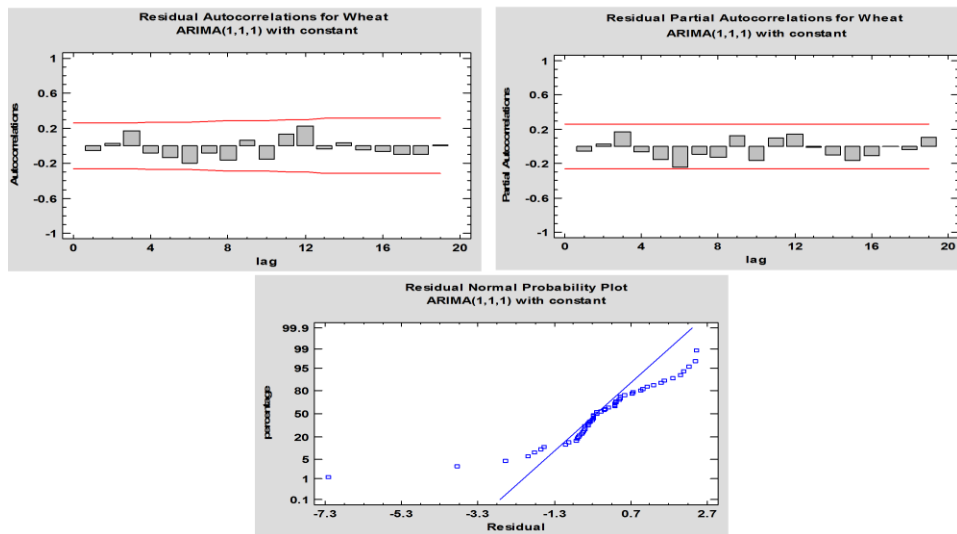 Residual Autocorrelations for Wheat
ARIMA(1,1,1) with constant
Autocorrelations
1
0.6
0.2
-0.2
-0.6
-1
0 4 8 12 16 20
lag
Residual Partial Autocorrelations for Wheat
ARIMA(1,1,1) with constant
Partial Autocorrelations
1
0.6
0.2
-0.2
-0.6
-1
0 4 8 12 16 20
lag
Residual Normal Probability Plot
ARIMA(1,1,1) with constant
percentage
99.9
99
95
80
50
20
5
1
0.1
-7.3 -5.3 -3.3 -1.3 0.7 2.7
Residual